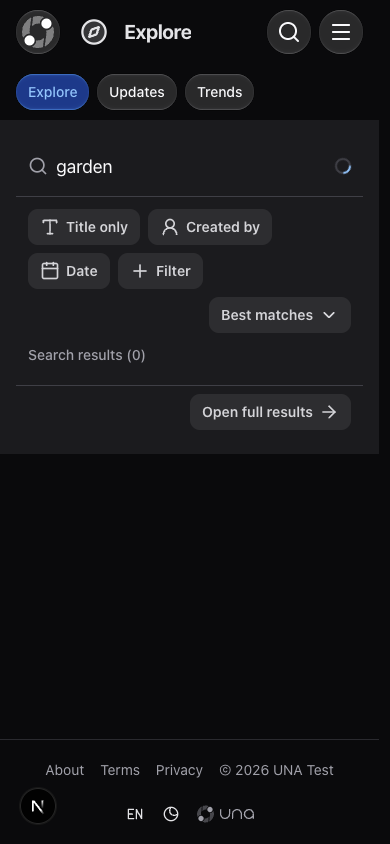 Explore
Explore Updates Trends
garden
Title only Created by
Date Filter
Best matches
Search results (0)
Open full results
About Terms Privacy © 2026 UNA Test
N EN una